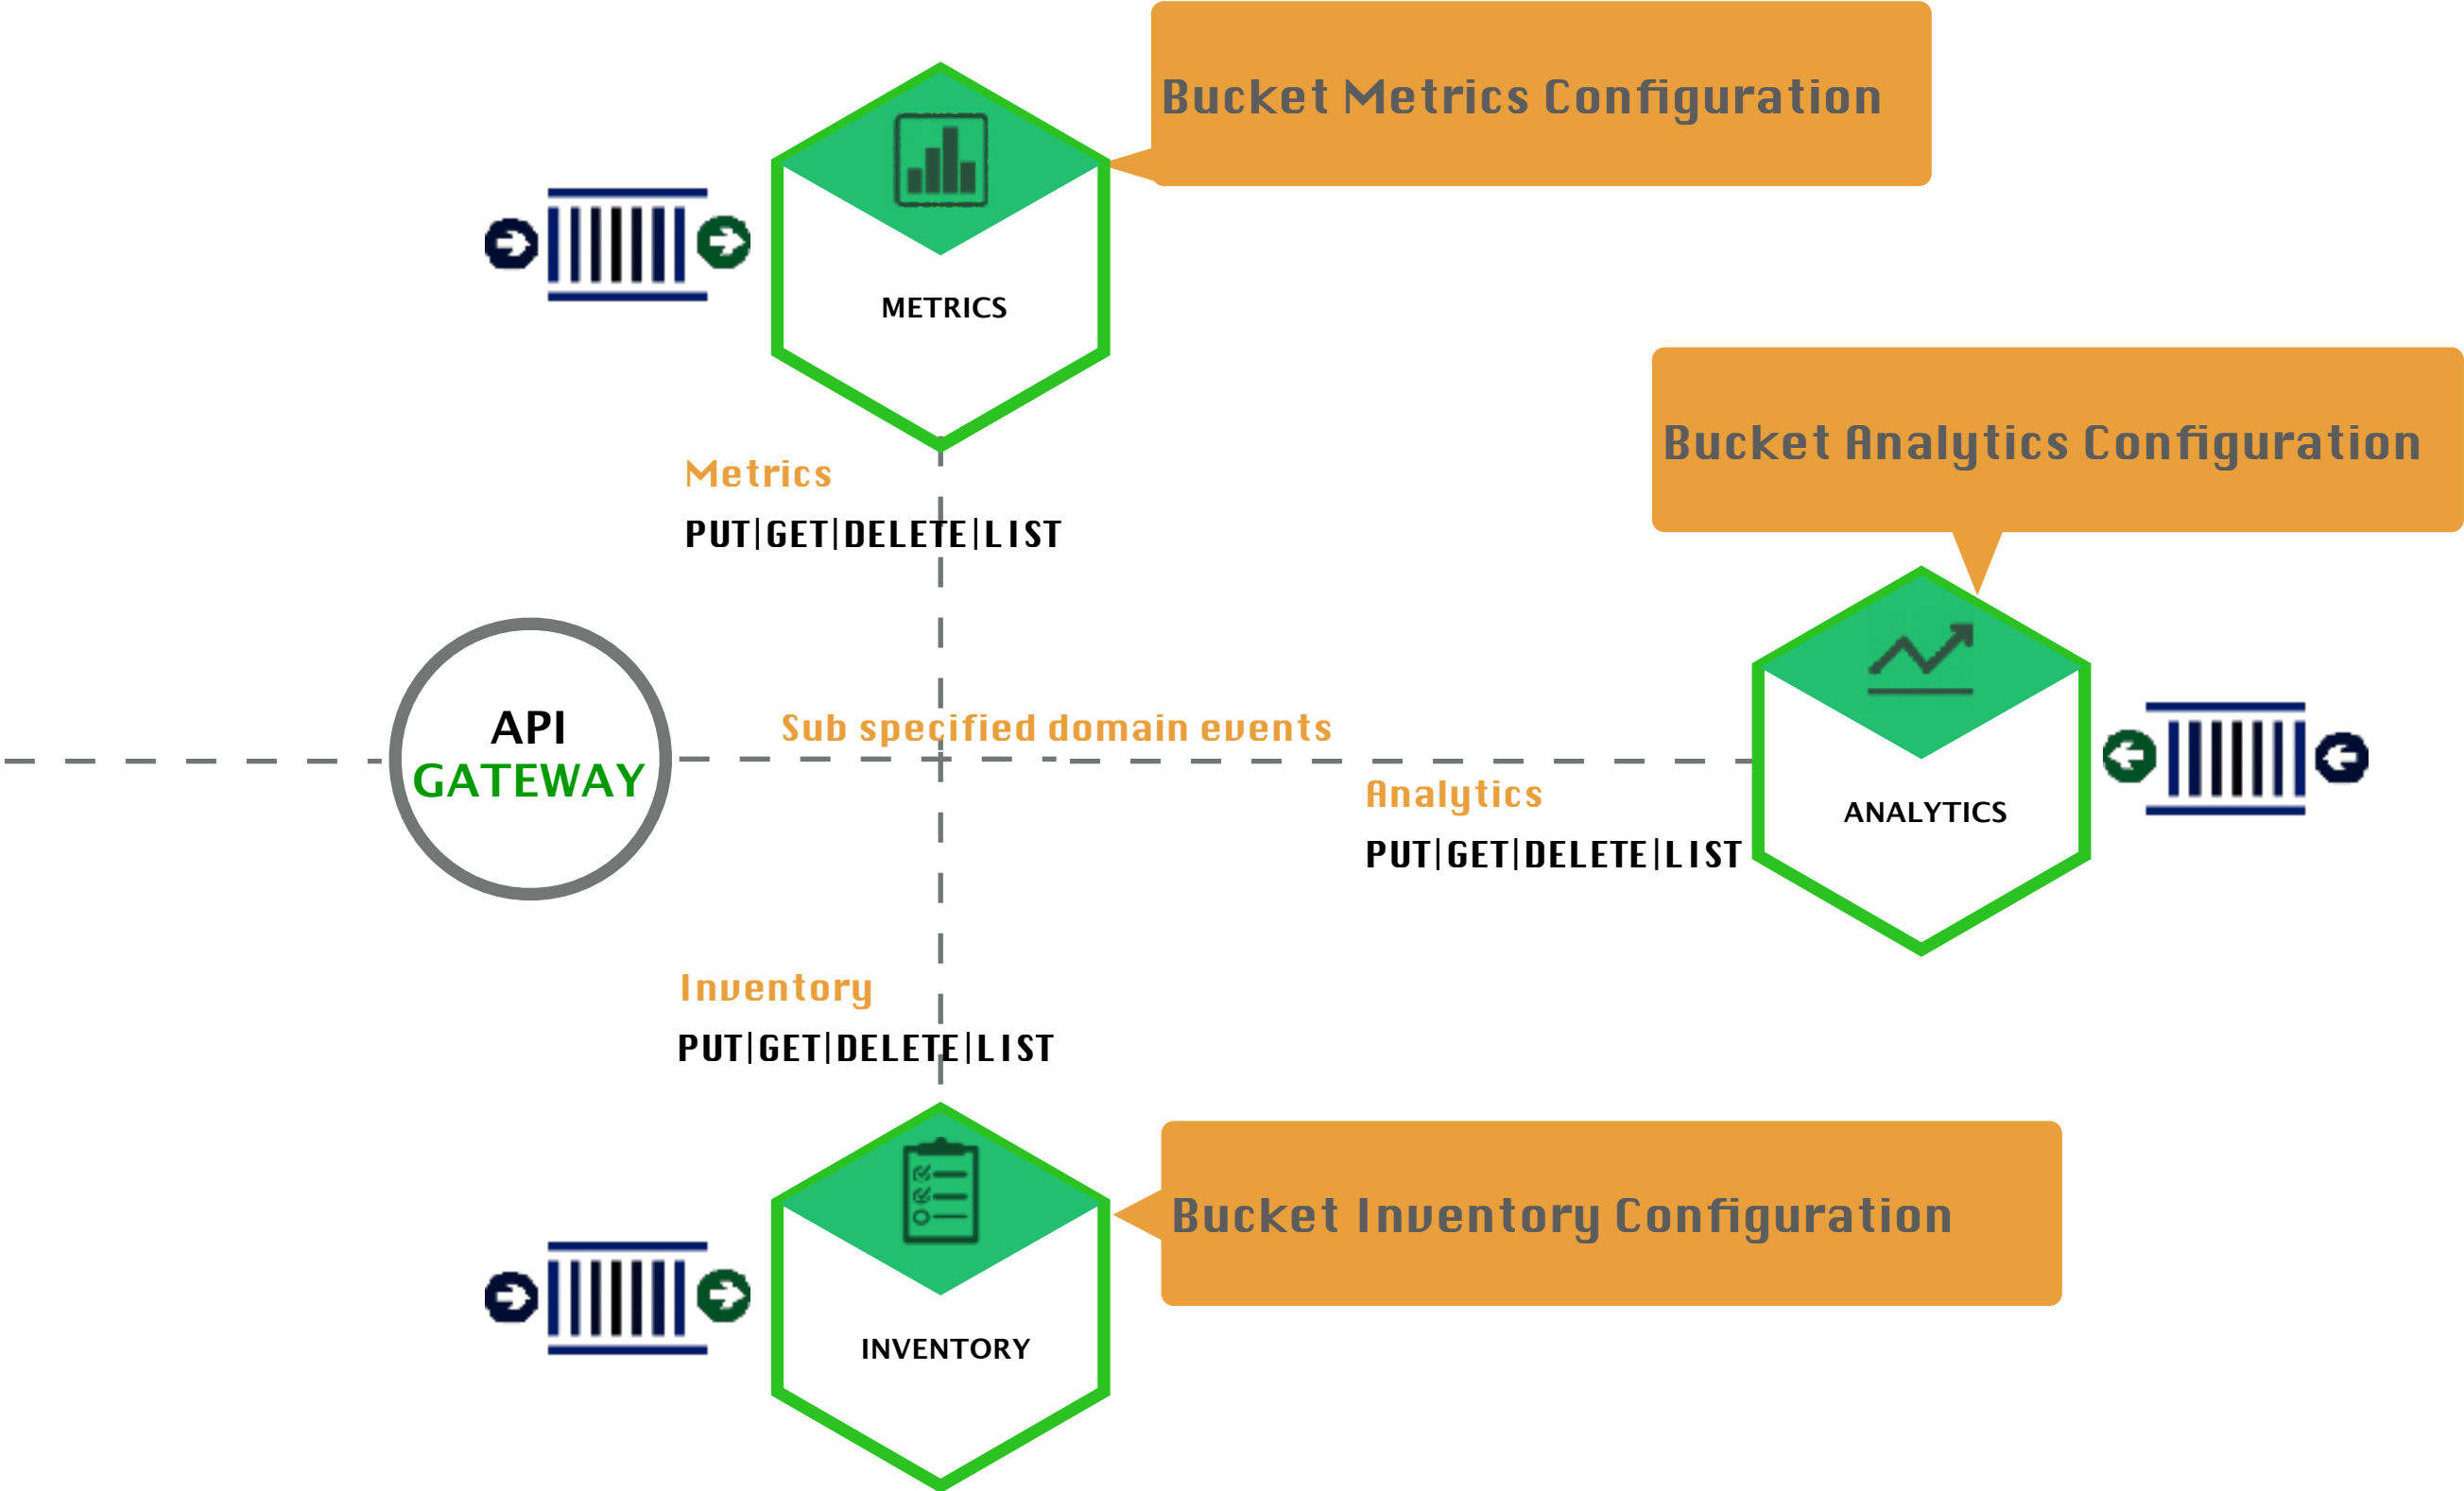 Bucket Metrics Configuration
METRICS
Metrics
PUT|GET|DELETE|LIST
Bucket Analytics Configuration
API
GATEWAY
Sub specified domain events
Analytics
PUT|GET|DELETE|LIST
ANALYTICS
Inventory
PUT|GET|DELETE|LIST
Bucket Inventory Configuration
INVENTORY